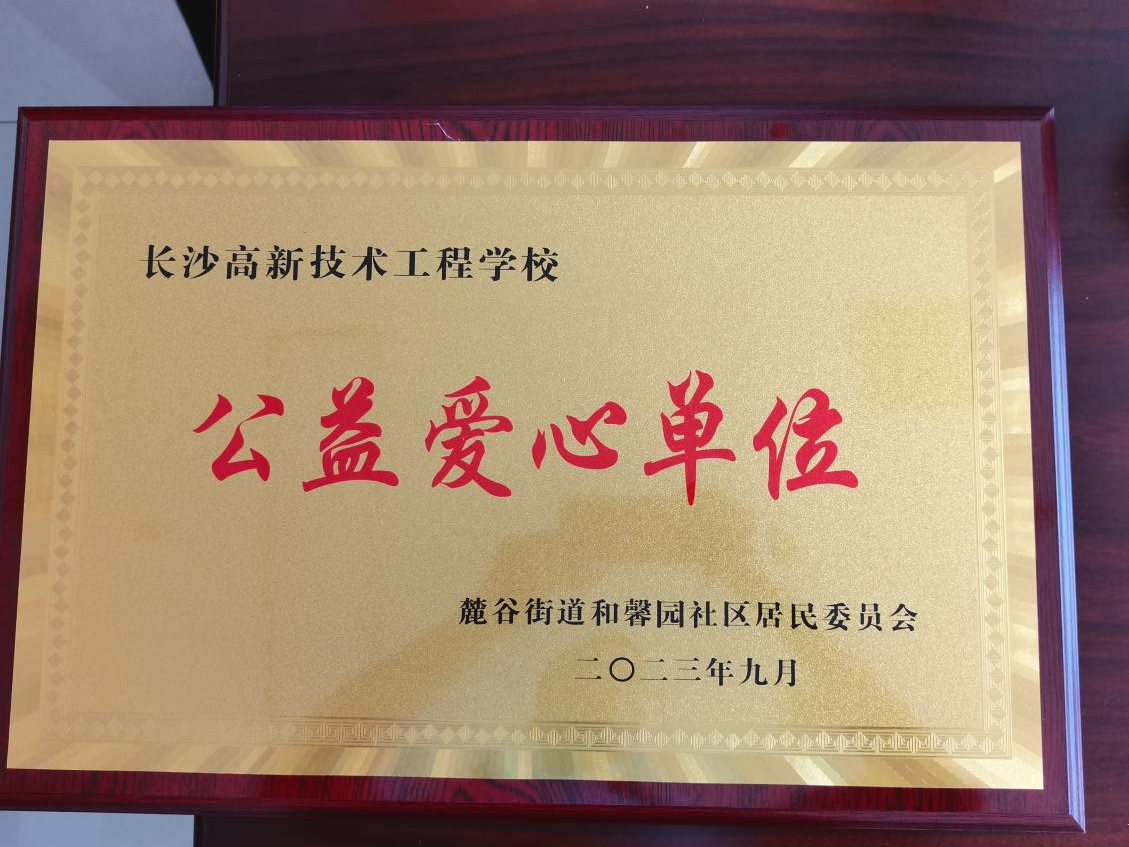 长沙高新技术工程学校
公益爱心单位
麓谷街道和馨园社区居民委员会
二〇二三年九月